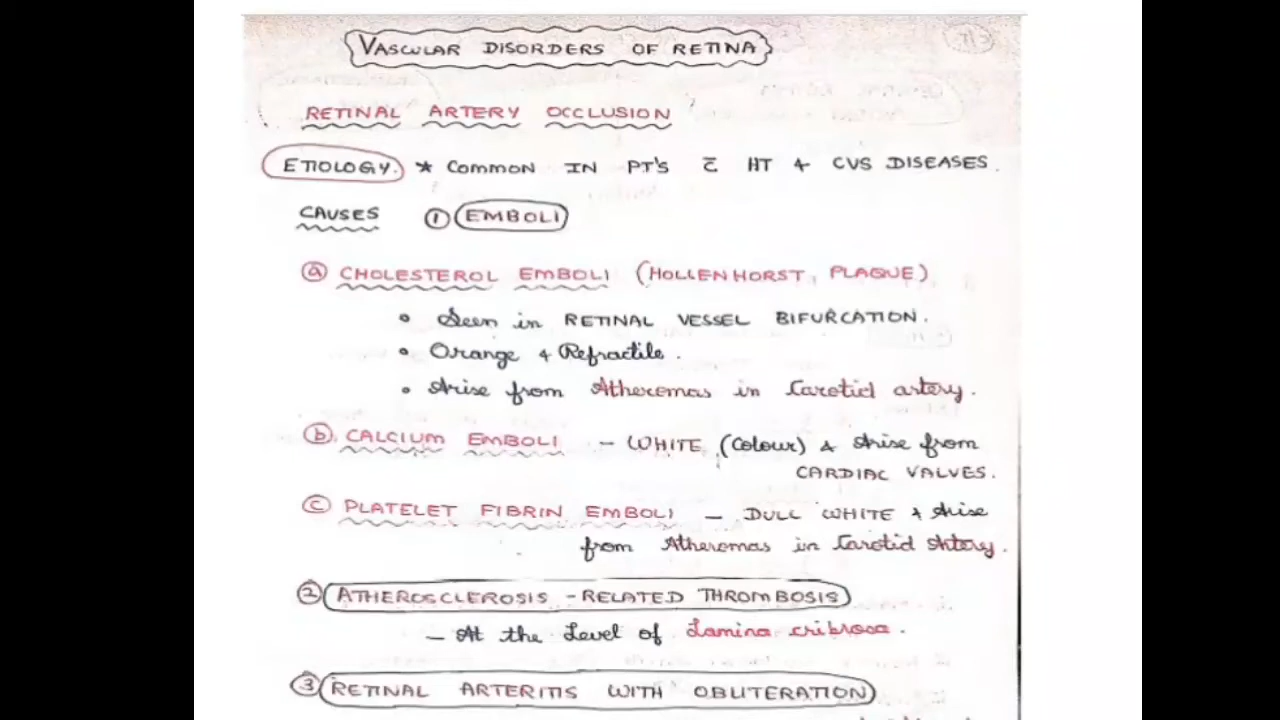 VASCULAR DISORDERS OF RETINA
RETINAL ARTERY OCCLUSION
ETIOLOGY. * COMMON IN PT'S c̄ HT & CVS DISEASES.
CAUSES ① EMBOLI
ⓐ CHOLESTEROL EMBOLI (HOLLENHORST, PLAQUE)
• Seen in RETINAL VESSEL BIFURCATION.
• Orange & Refractile.
• Arise from Atheromas in Carotid artery.
ⓑ. CALCIUM EMBOLI – WHITE (Colour) & Arise from
CARDIAC VALVES.
ⓒ PLATELET FIBRIN EMBOLI – DULL WHITE & Arise
from Atheromas in Carotid Artery.
② ATHEROSCLEROSIS - RELATED THROMBOSIS
– At the Level of Lamina cribrosa.
③ RETINAL ARTERITIS WITH OBLITERATION